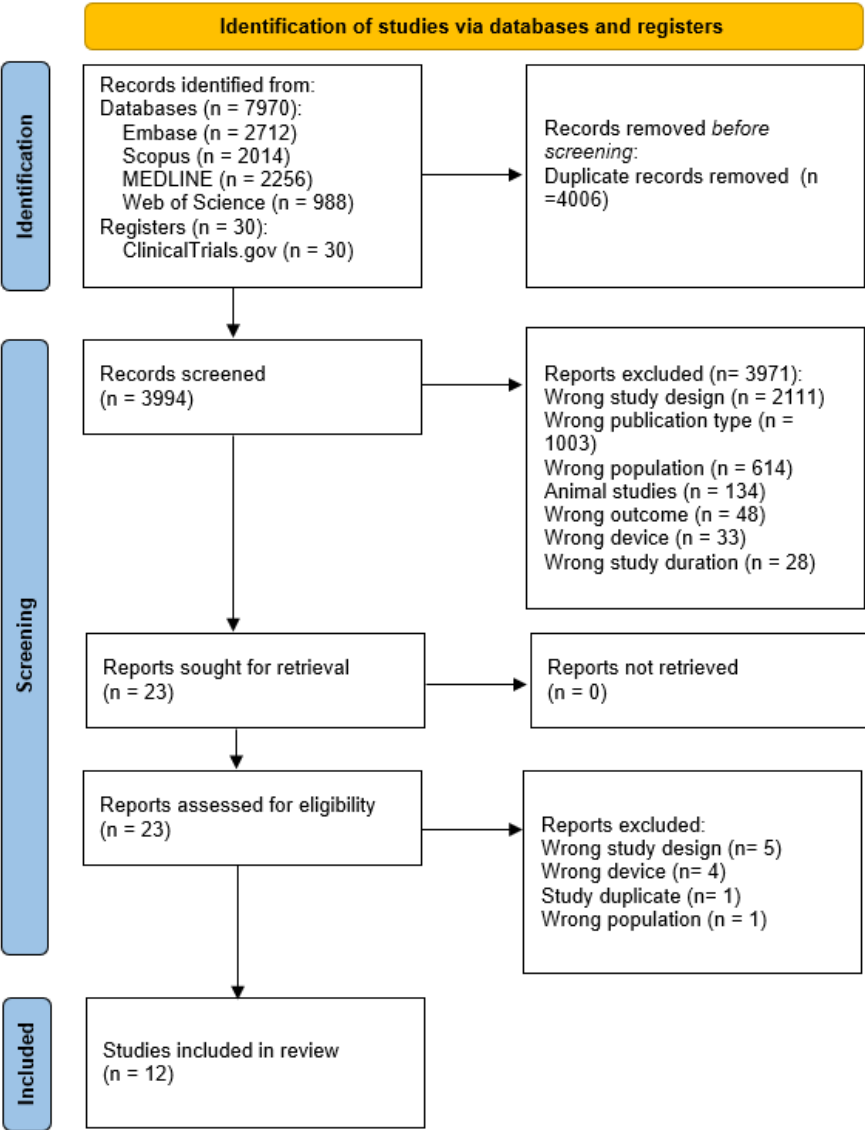 Identification of studies via databases and registers
Identification
Records identified from:
Databases (n = 7970):
Embase (n = 2712)
Scopus (n = 2014)
MEDLINE (n = 2256)
Web of Science (n = 988)
Registers (n = 30):
ClinicalTrials.gov (n = 30)
Records removed before
screening:
Duplicate records removed  (n
=4006)
Screening
Records screened
(n = 3994)
Reports excluded (n= 3971):
Wrong study design (n = 2111)
Wrong publication type (n =
1003)
Wrong population (n = 614)
Animal studies (n = 134)
Wrong outcome (n = 48)
Wrong device (n = 33)
Wrong study duration (n = 28)
Reports sought for retrieval
(n = 23)
Reports not retrieved
(n = 0)
Reports assessed for eligibility
(n = 23)
Reports excluded:
Wrong study design (n= 5)
Wrong device (n= 4)
Study duplicate (n= 1)
Wrong population (n = 1)
Included
Studies included in review
(n = 12)